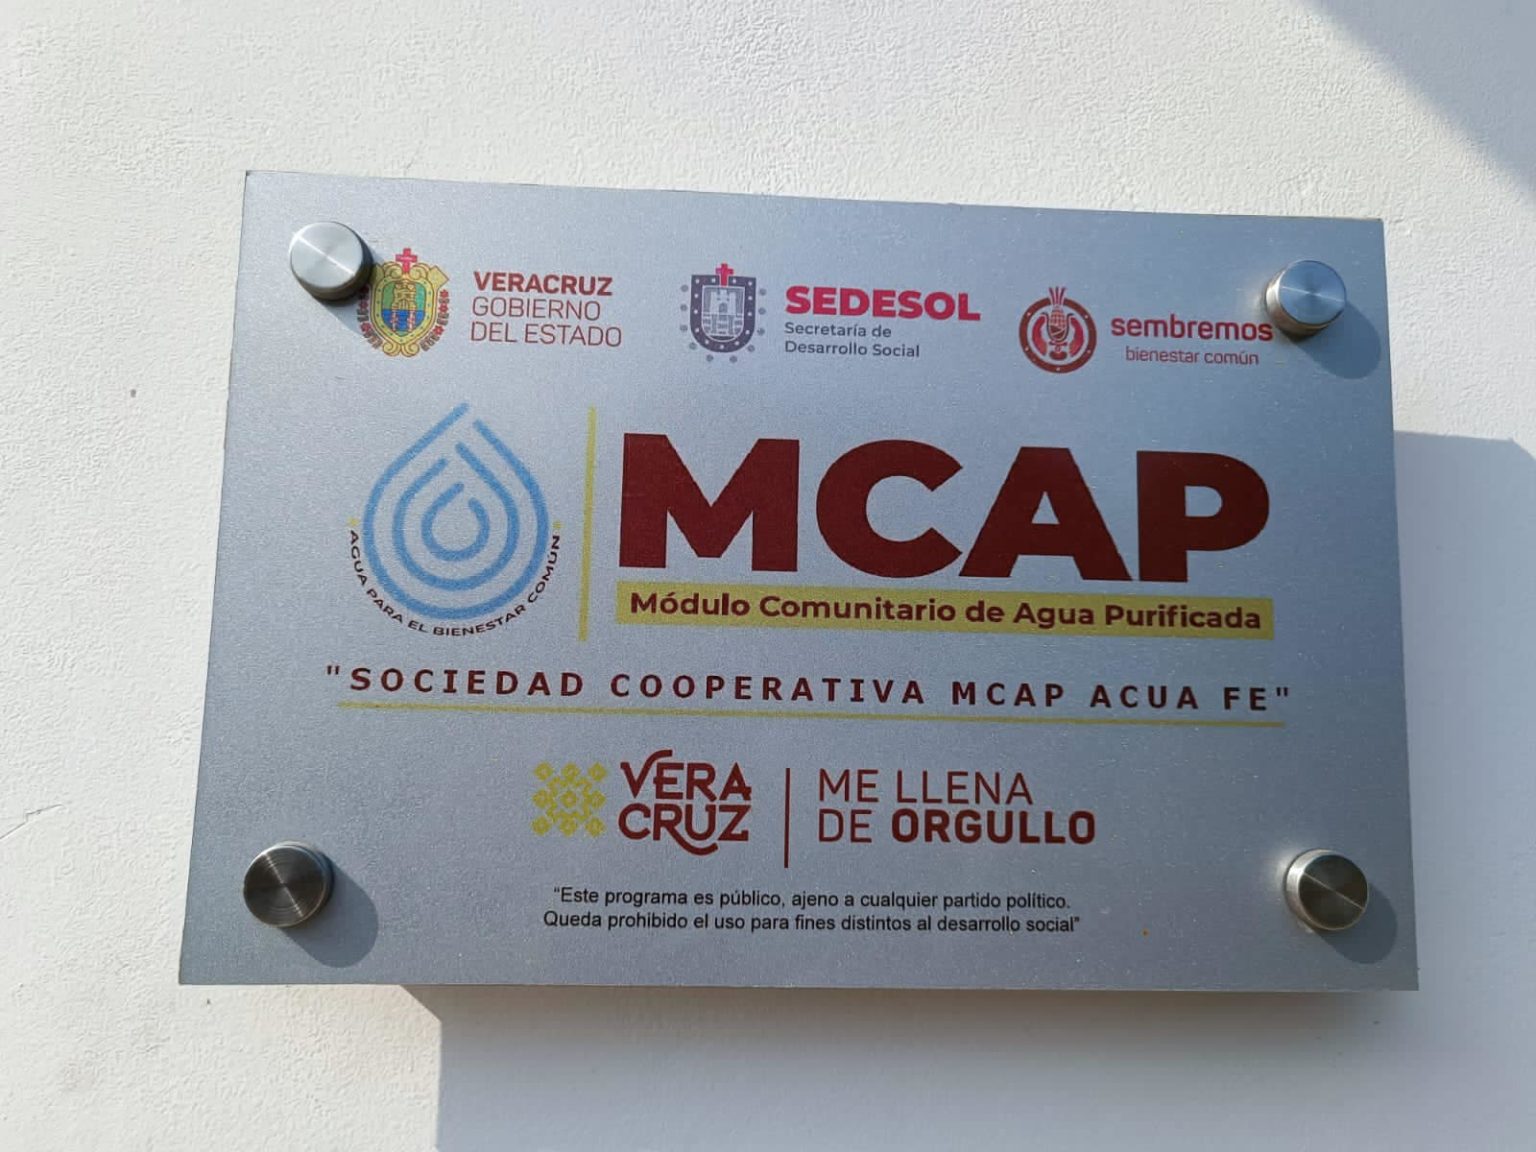 VERACRUZ
GOBIERNO
DEL ESTADO
SEDESOL
Secretaría de
Desarrollo Social
sembremos
bienestar común
AGUA PARA EL BIENESTAR COMÚN
MCAP
Módulo Comunitario de Agua Purificada
"SOCIEDAD COOPERATIVA MCAP ACUA FE"
VERA
CRUZ
ME LLENA
DE ORGULLO
“Este programa es público, ajeno a cualquier partido político.
Queda prohibido el uso para fines distintos al desarrollo social”